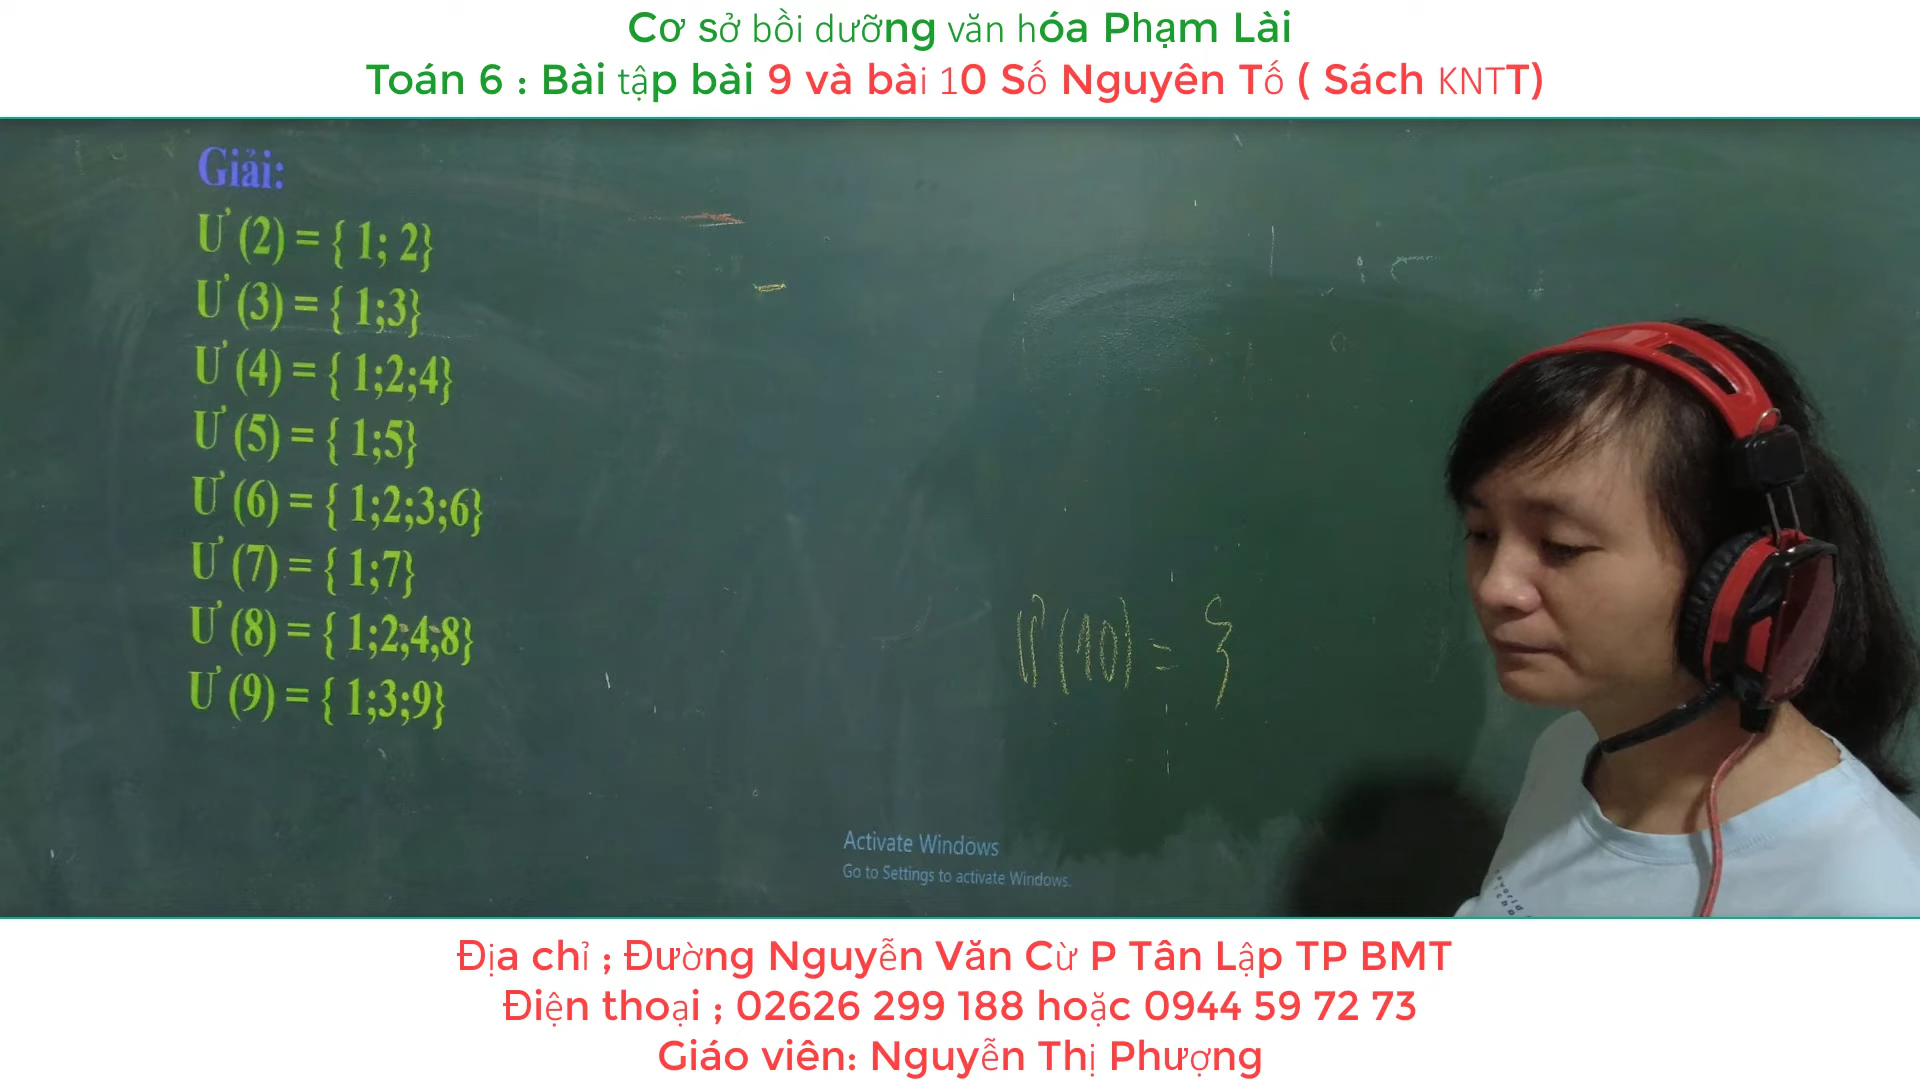 Cơ sở bồi dưỡng văn hóa Phạm Lài
Toán 6 : Bài tập bài 9 và bài 10 Số Nguyên Tố ( Sách KNTT)
Giải:
Ư (2) = { 1; 2}
Ư (3) = { 1;3}
Ư (4) = { 1;2;4}
Ư (5) = { 1;5}
Ư (6) = { 1;2;3;6}
Ư (7) = { 1;7}
Ư (8) = { 1;2;4;8}
Ư (9) = { 1;3;9}
Ư(10) = {
Activate Windows
Go to Settings to activate Windows.
Địa chỉ ; Đường Nguyễn Văn Cừ P Tân Lập TP BMT
Điện thoại ; 02626 299 188 hoặc 0944 59 72 73
Giáo viên: Nguyễn Thị Phượng